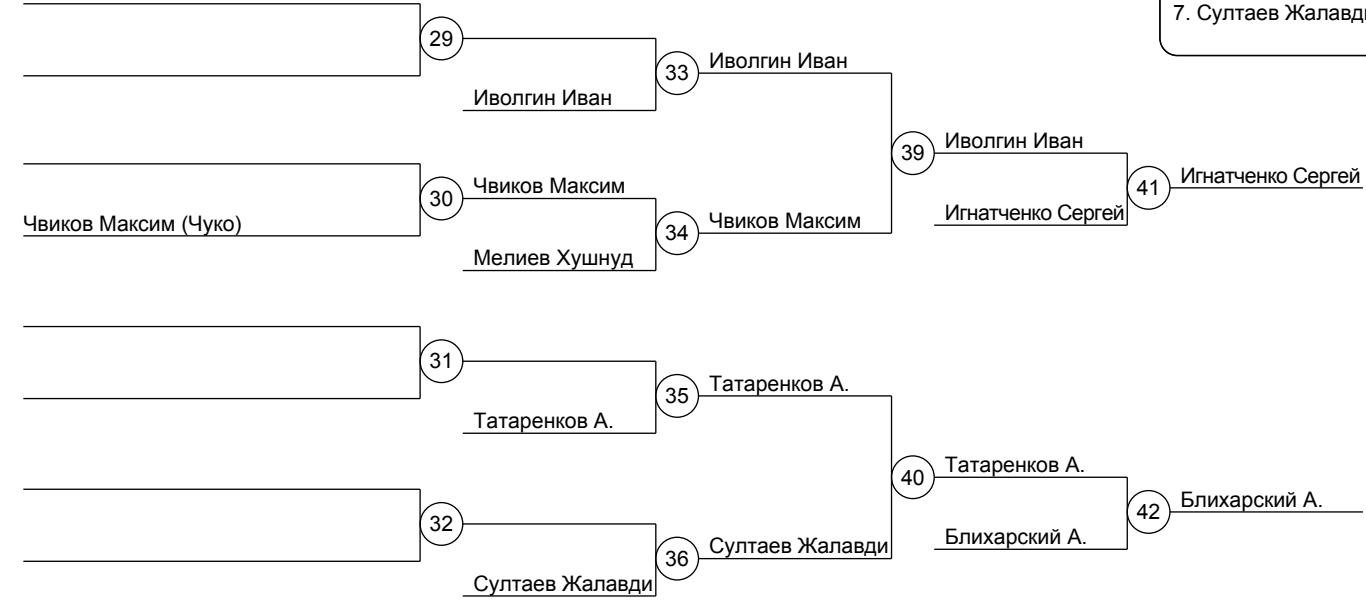 7. Султаев Жалавди
29
Иволгин Иван
33
Иволгин Иван
39
Иволгин Иван
41
Игнатченко Сергей
30
Чвиков Максим
Чвиков Максим (Чуко)
34
Чвиков Максим
Игнатченко Сергей
Мелиев Хушнуд
31
35
Татаренков А.
Татаренков А.
40
Татаренков А.
42
Блихарский А.
32
Султаев Жалавди
Блихарский А.
36
Султаев Жалавди